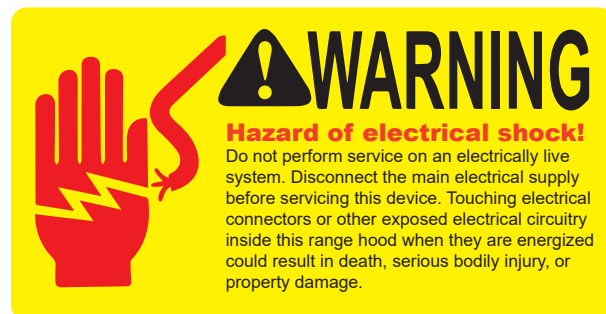 WARNING
Hazard of electrical shock!
Do not perform service on an electrically live
system. Disconnect the main electrical supply
before servicing this device. Touching electrical
connectors or other exposed electrical circuitry
inside this range hood when they are energized
could result in death, serious bodily injury, or
property damage.